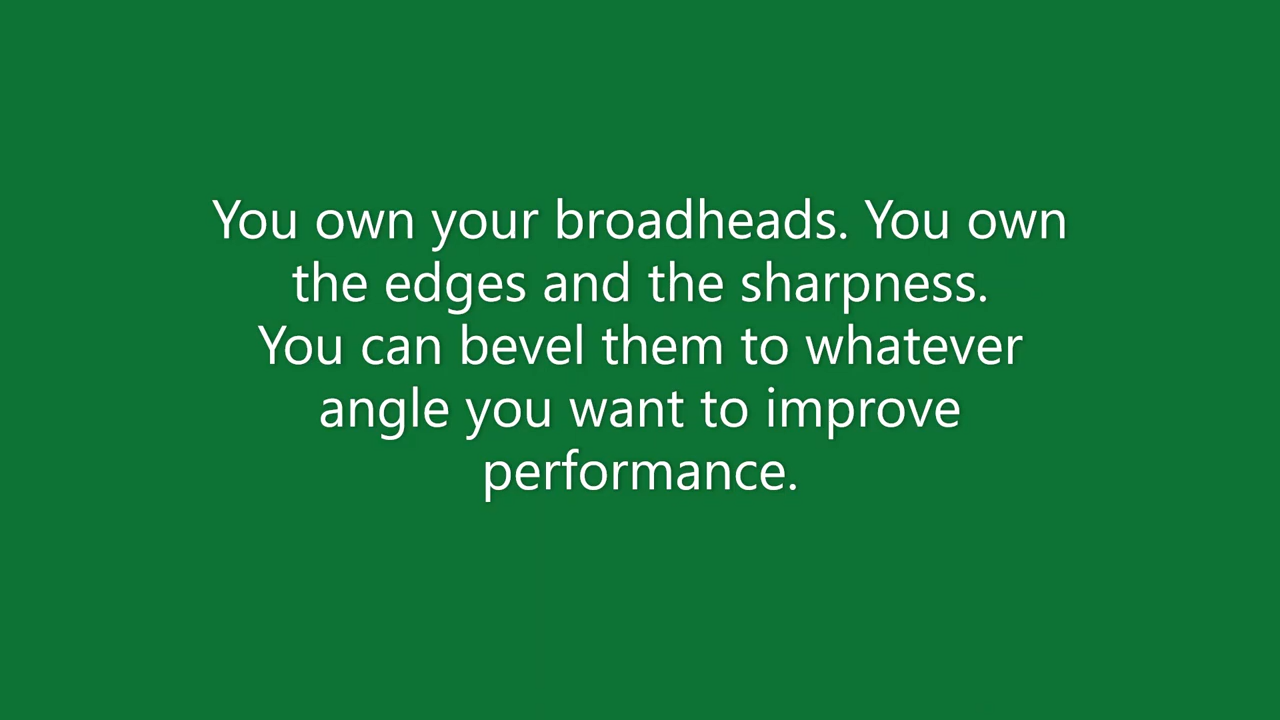 You own your broadheads. You own
the edges and the sharpness.
You can bevel them to whatever
angle you want to improve
performance.